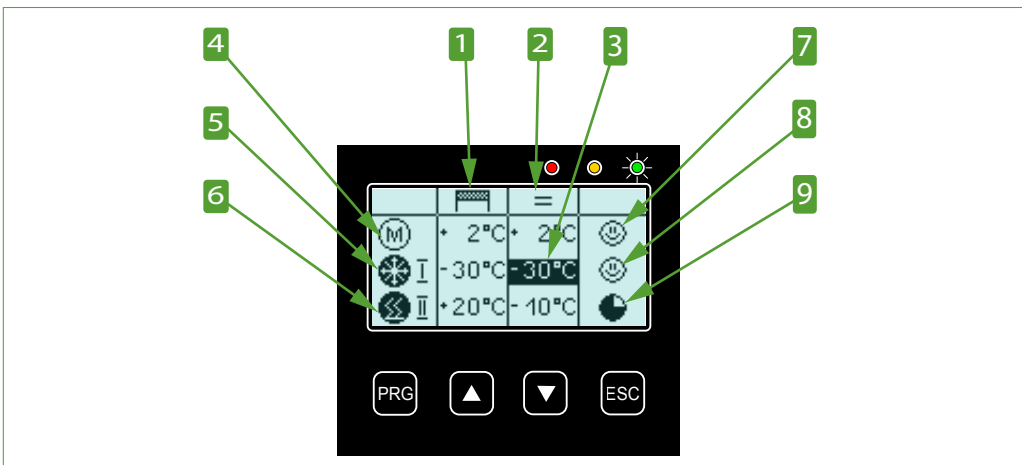 4 1 2 3 7
5 8
6 9
=
M + 2°C + 2°C
I - 30°C - 30°C
II + 20°C - 10°C
PRG ESC